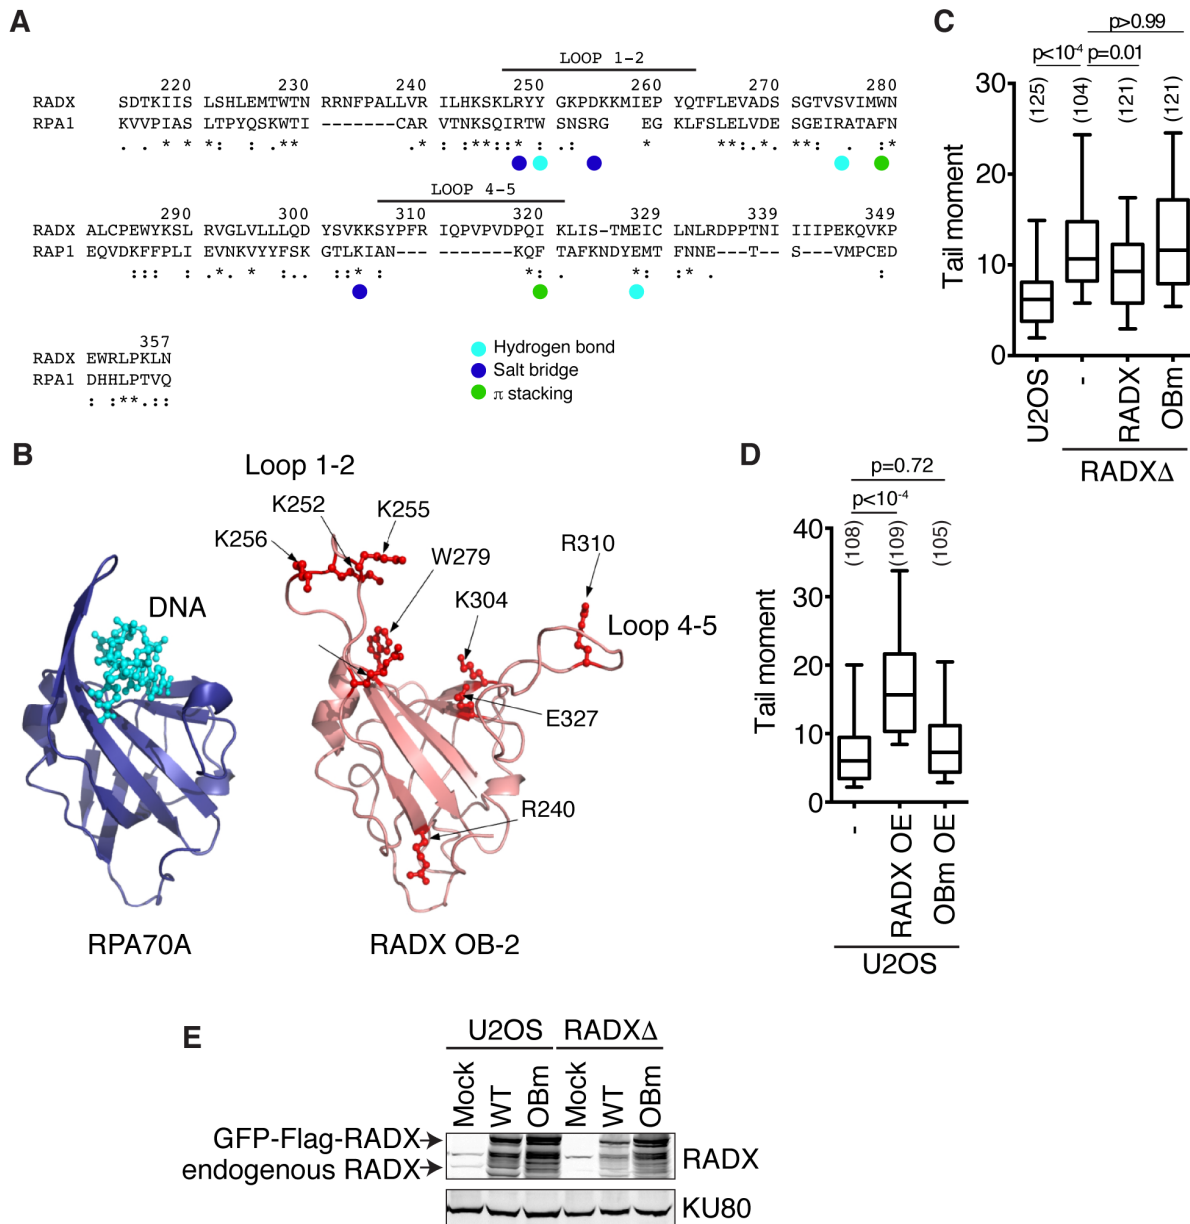 A
LOOP 1-2
220 230 240 250 260 270 280
RADX SDTKIIS LSHLEMTWTN RRNFPALLVR ILHKSKLRYY GKPDKKMIEP YQTFLEVADS SGTVSVIMWN
RPA1 KVVPIAS LTPYQSKWTI -------CAR VTNKSQIRTW SNSRG EG KLFSLELVDE SGEIRATAFN
LOOP 4-5
290 300 310 321 329 339 349
RADX ALCPEWYKSL RVGLVLLLQD YSVKKSYPFR IQPVPVDPQI KLIS-TMEIC LNLRDPPTNI IIIPEKQVKP
RAP1 EQVDKFFPLI EVNKVYYFSK GTLKIAN--- -------KQF TAFKNDYEMT FNN--E--T- -S---VMPCED
357
RADX EWRLPKLN
RPA1 DHHLPTVQ
Hydrogen bond
Salt bridge
π stacking
B
Loop 1-2
K252
K255
K256
W279
R310
K304
Loop 4-5
DNA
E327
R240
RPA70A
RADX OB-2
C
p>0.99
p<10-4 p=0.01
30
20
10
0
Tail moment
(125) (104) (121) (121)
U2OS - RADX OBm
RADXΔ
D
p=0.72
p<10-4
40
30
20
10
0
Tail moment
(108) (109) (105)
- RADX OE OBm OE
U2OS
E
U2OS RADXΔ
Mock WT OBm Mock WT OBm
GFP-Flag-RADX
endogenous RADX
RADX
KU80